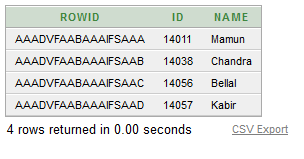 ROWID ID NAME
AAADVFAABAAAIFSAAA 14011 Mamun
AAADVFAABAAAIFSAAB 14038 Chandra
AAADVFAABAAAIFSAAC 14056 Bellal
AAADVFAABAAAIFSAAD 14057 Kabir
4 rows returned in 0.00 seconds CSV Export